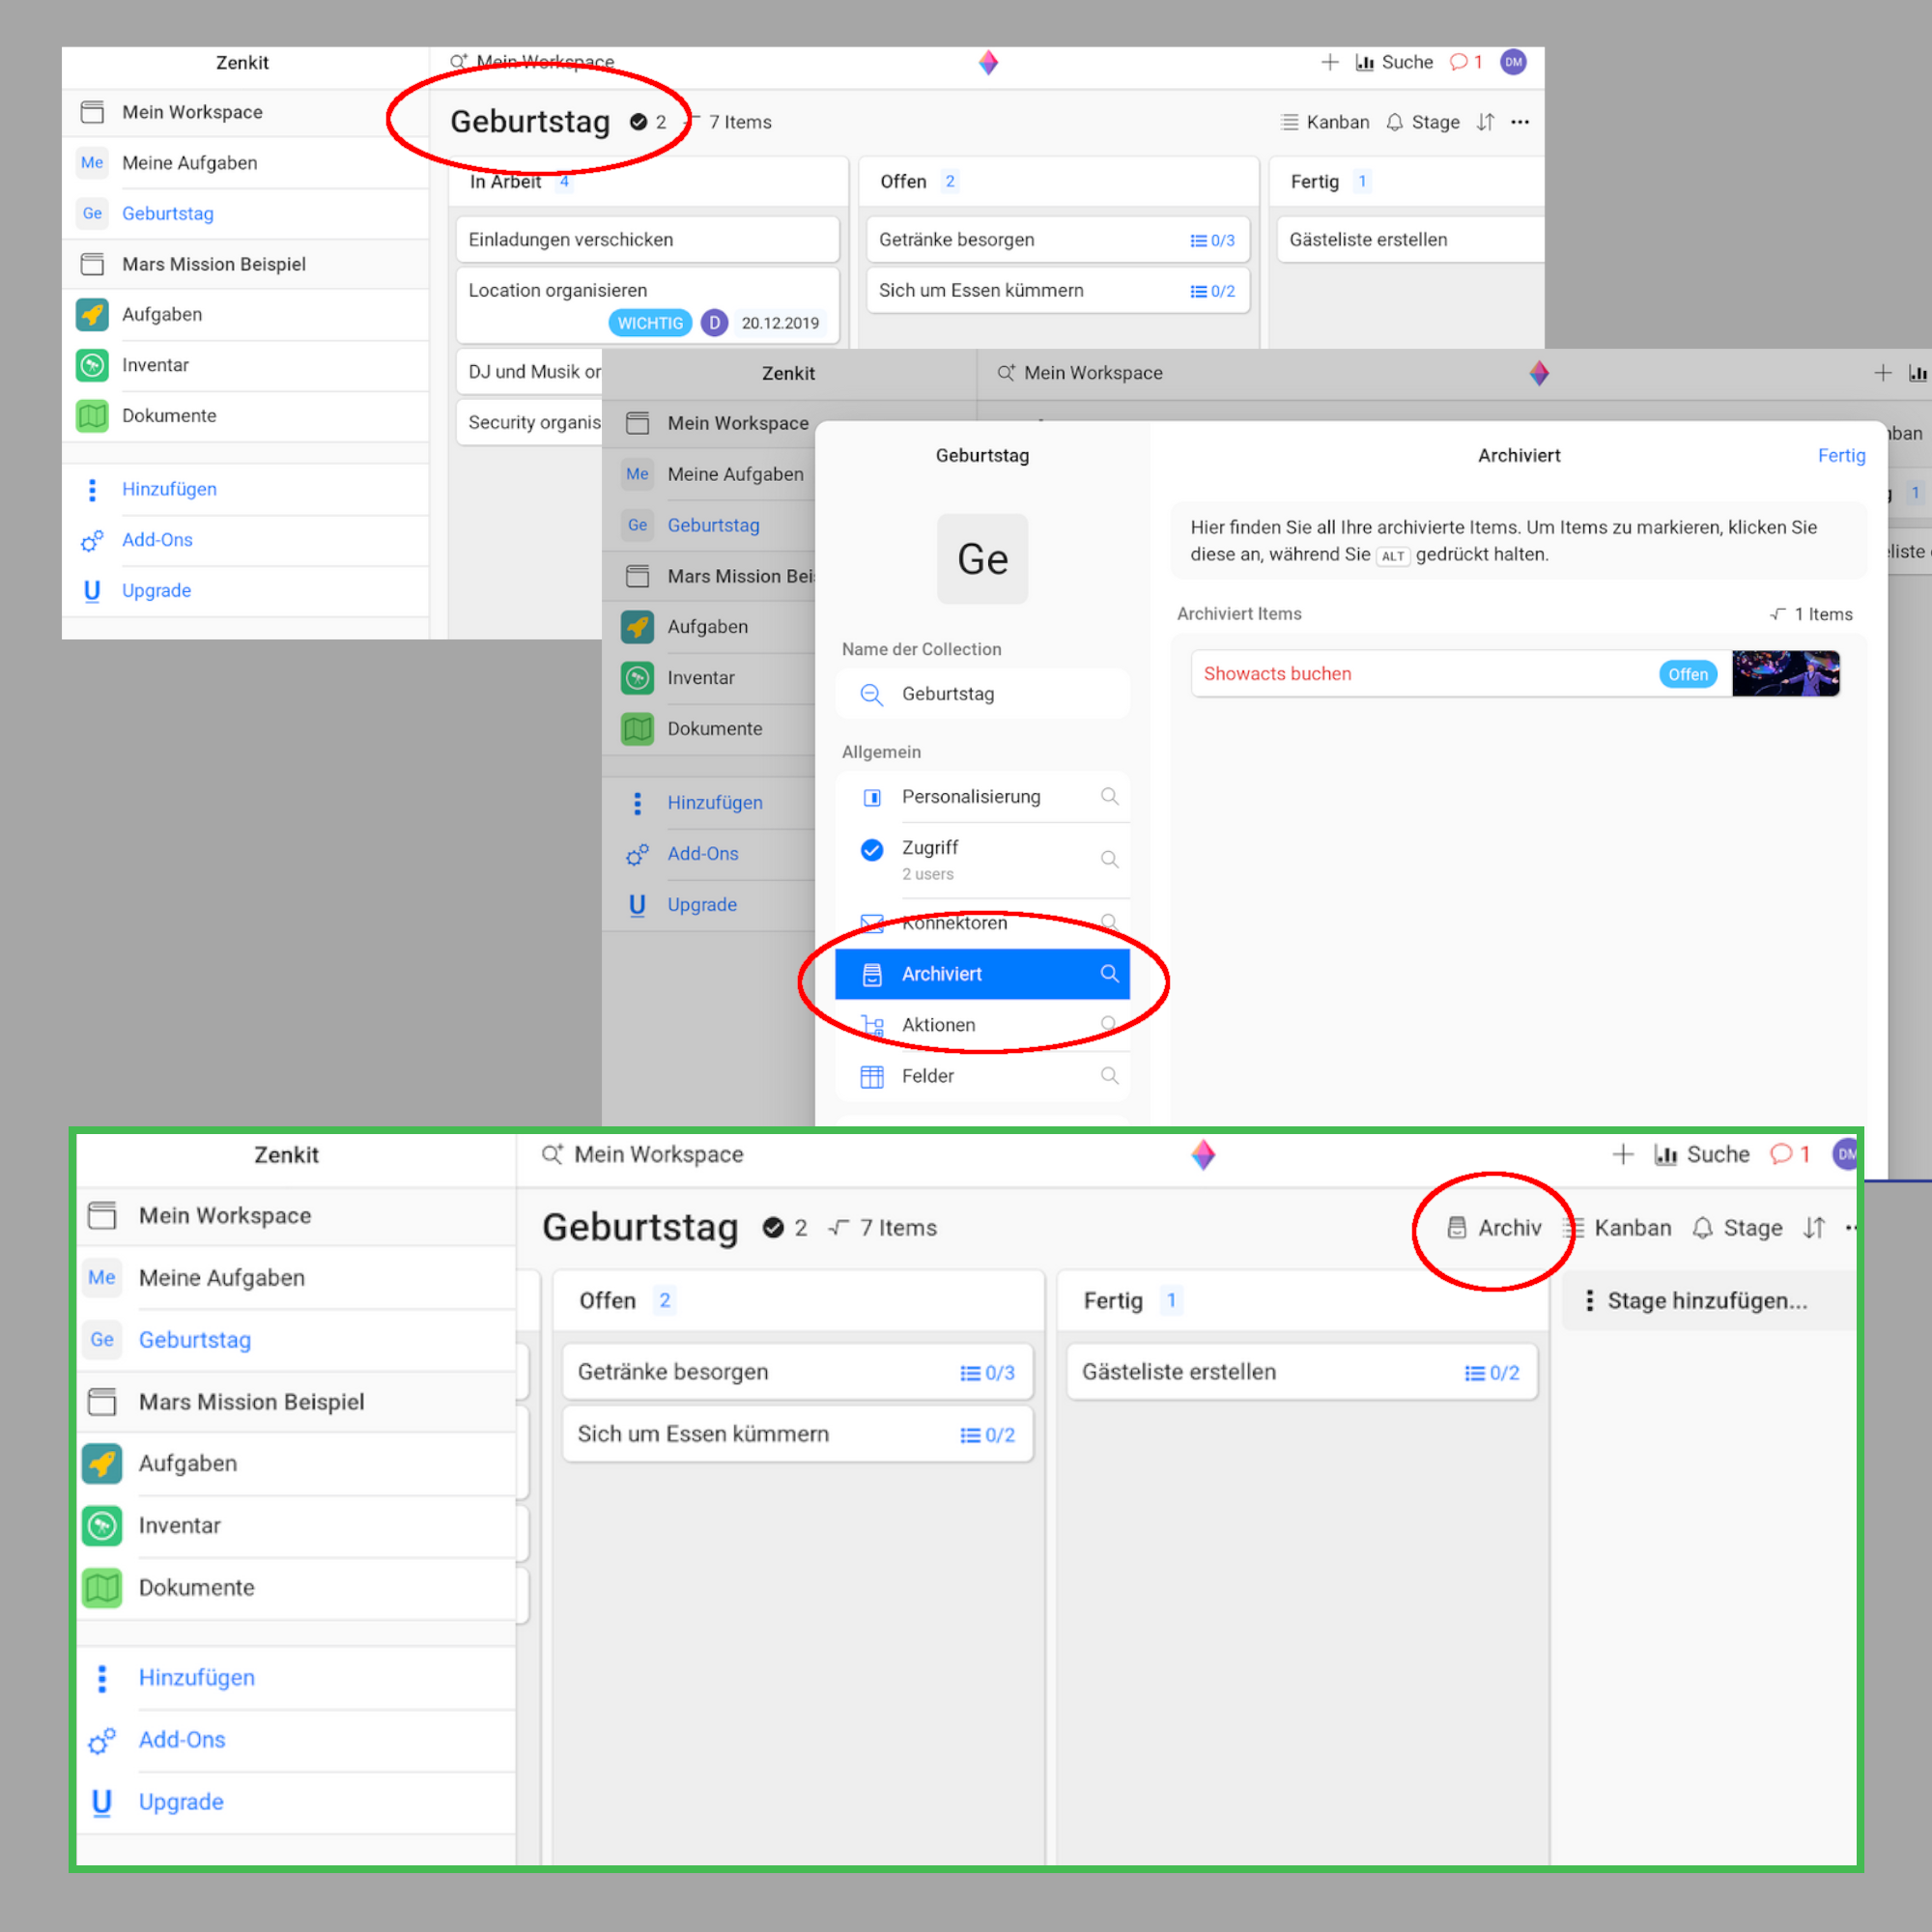 Zenkit
Mein Workspace
Suche 1 DM
Mein Workspace
Me Meine Aufgaben
Ge Geburtstag
Mars Mission Beispiel
Aufgaben
Inventar
Dokumente
Hinzufügen
Add-Ons
U Upgrade
Geburtstag 2 7 Items
Kanban Stage
In Arbeit 4
Einladungen verschicken
Location organisieren
WICHTIG D 20.12.2019
DJ und Musik or
Security organis
Offen 2
Getränke besorgen 0/3
Sich um Essen kümmern 0/2
Fertig 1
Gästeliste erstellen
Zenkit
Mein Workspace
Mein Workspace
Me Meine Aufgaben
Ge Geburtstag
Mars Mission Bei
Aufgaben
Inventar
Dokumente
Hinzufügen
Add-Ons
U Upgrade
Geburtstag
Ge
Name der Collection
Geburtstag
Allgemein
Personalisierung
Zugriff
2 users
Konnektoren
Archiviert
Aktionen
Felder
Archiviert
Fertig
Hier finden Sie all Ihre archivierte Items. Um Items zu markieren, klicken Sie
diese an, während Sie ALT gedrückt halten.
Archiviert Items 1 Items
Showacts buchen Offen
ban
1
liste
Zenkit
Mein Workspace
Suche 1 DM
Mein Workspace
Me Meine Aufgaben
Ge Geburtstag
Mars Mission Beispiel
Aufgaben
Inventar
Dokumente
Hinzufügen
Add-Ons
U Upgrade
Geburtstag 2 7 Items
Archiv Kanban Stage
Offen 2
Getränke besorgen 0/3
Sich um Essen kümmern 0/2
Fertig 1
Gästeliste erstellen 0/2
Stage hinzufügen...